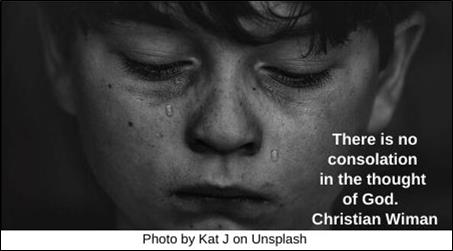 There is no
consolation
in the thought
of God.
Christian Wiman
Photo by Kat J on Unsplash